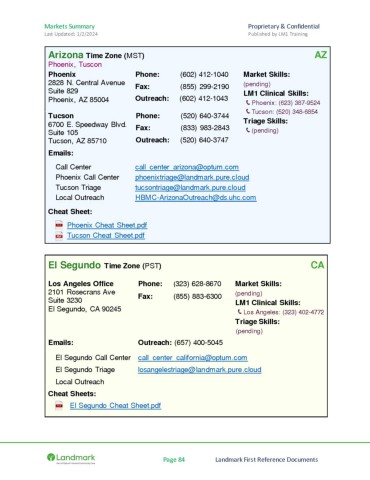 Markets Summary
Proprietary & Confidential
Last Updated: 1/2/2024
Published by LM1 Training
Arizona Time Zone (MST) AZ
Phoenix, Tuscon
Phoenix
2828 N. Central Avenue
Suite 829
Phoenix, AZ 85004
Phone: (602) 412-1040
Fax: (855) 299-2190
Outreach: (602) 412-1043
Market Skills:
(pending)
LM1 Clinical Skills:
Phoenix: (623) 387-9524
Tucson: (520) 348-6654
Triage Skills:
(pending)
Tucson
6700 E. Speedway Blvd.
Suite 105
Tucson, AZ 85710
Phone: (520) 640-3744
Fax: (833) 983-2843
Outreach: (520) 640-3747
Emails:
Call Center call_center_arizona@optum.com
Phoenix Call Center phoenixtriage@landmark.pure.cloud
Tucson Triage tucsontriage@landmark.pure.cloud
Local Outreach HBMC-ArizonaOutreach@ds.uhc.com
Cheat Sheet:
Phoenix Cheat Sheet.pdf
Tucson Cheat Sheet.pdf
El Segundo Time Zone (PST) CA
Los Angeles Office
2101 Rosecrans Ave
Suite 3230
El Segundo, CA 90245
Phone: (323) 628-8670
Fax: (855) 883-6300
Market Skills:
(pending)
LM1 Clinical Skills:
Los Angeles: (323) 402-4772
Triage Skills:
(pending)
Emails: Outreach: (657) 400-5045
El Segundo Call Center call_center_california@optum.com
El Segundo Triage losangelestriage@landmark.pure.cloud
Local Outreach
Cheat Sheets:
El Segundo Cheat Sheet.pdf
Landmark
Page 84
Landmark First Reference Documents